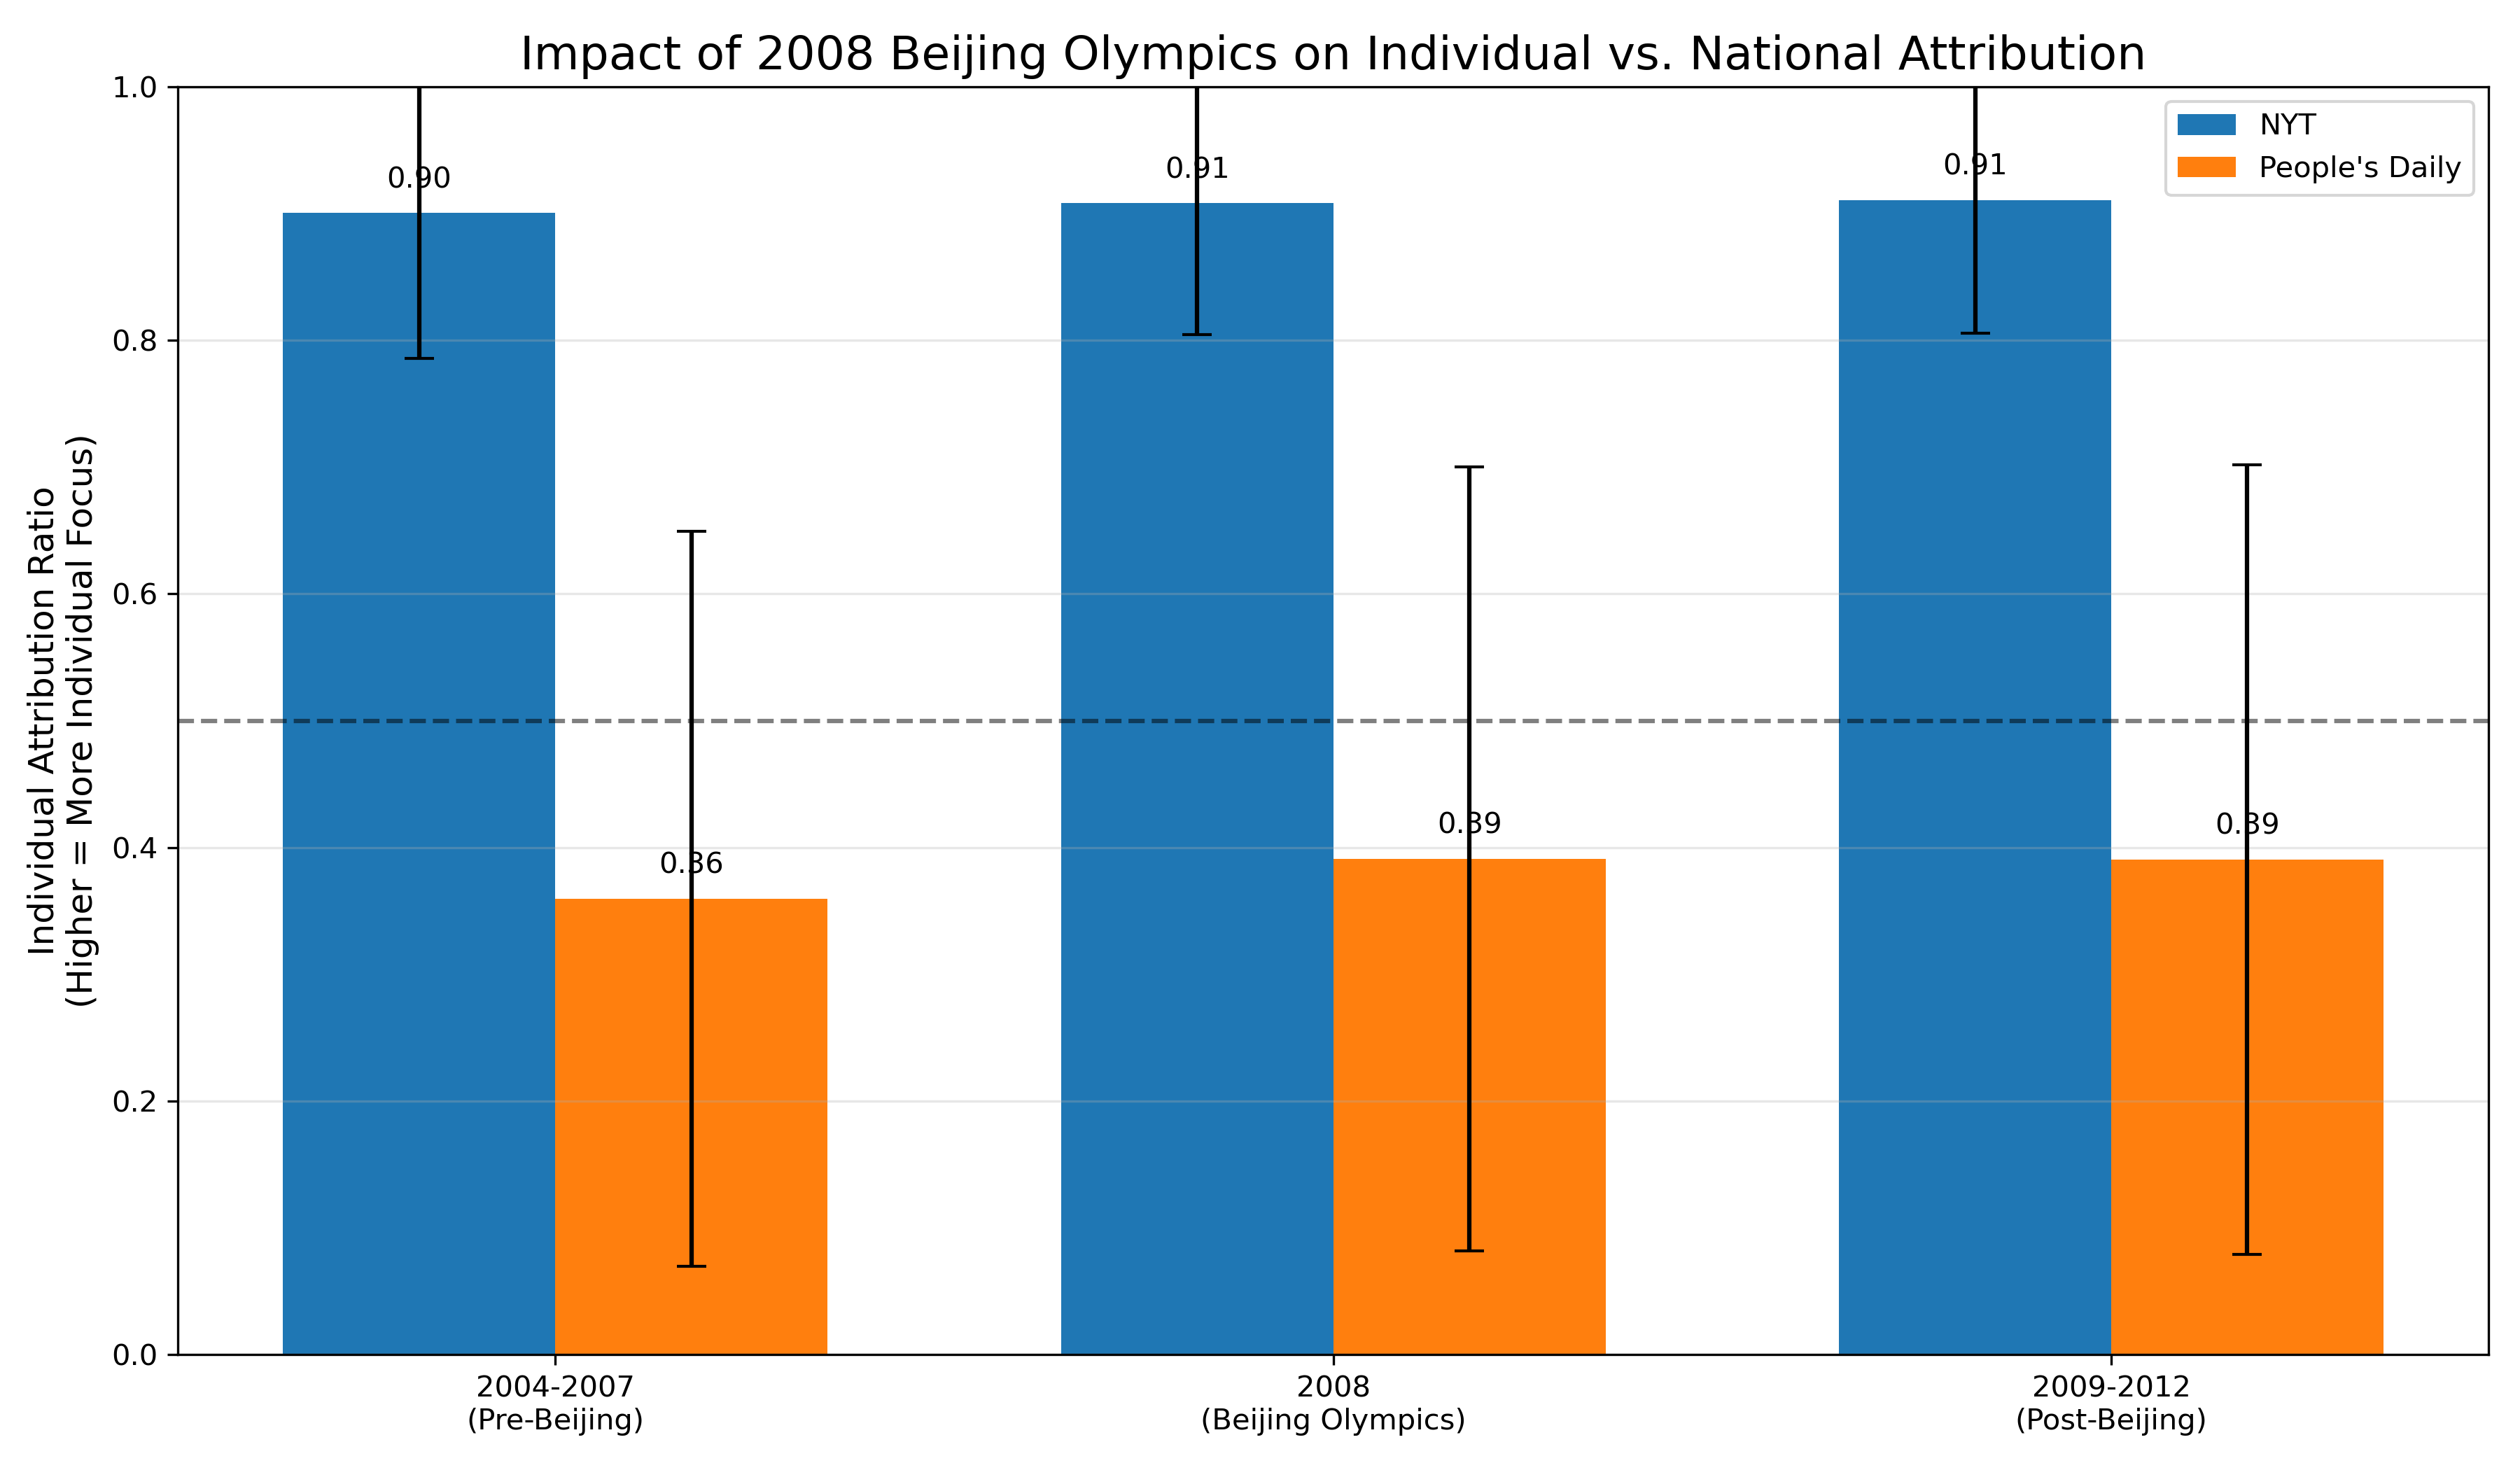 Impact of 2008 Beijing Olympics on Individual vs. National Attribution
Individual Attribution Ratio
(Higher = More Individual Focus)
1.0
0.8
0.6
0.4
0.2
0.0
NYT
People's Daily
0.90
0.36
0.91
0.39
0.91
0.39
2004-2007
(Pre-Beijing)
2008
(Beijing Olympics)
2009-2012
(Post-Beijing)